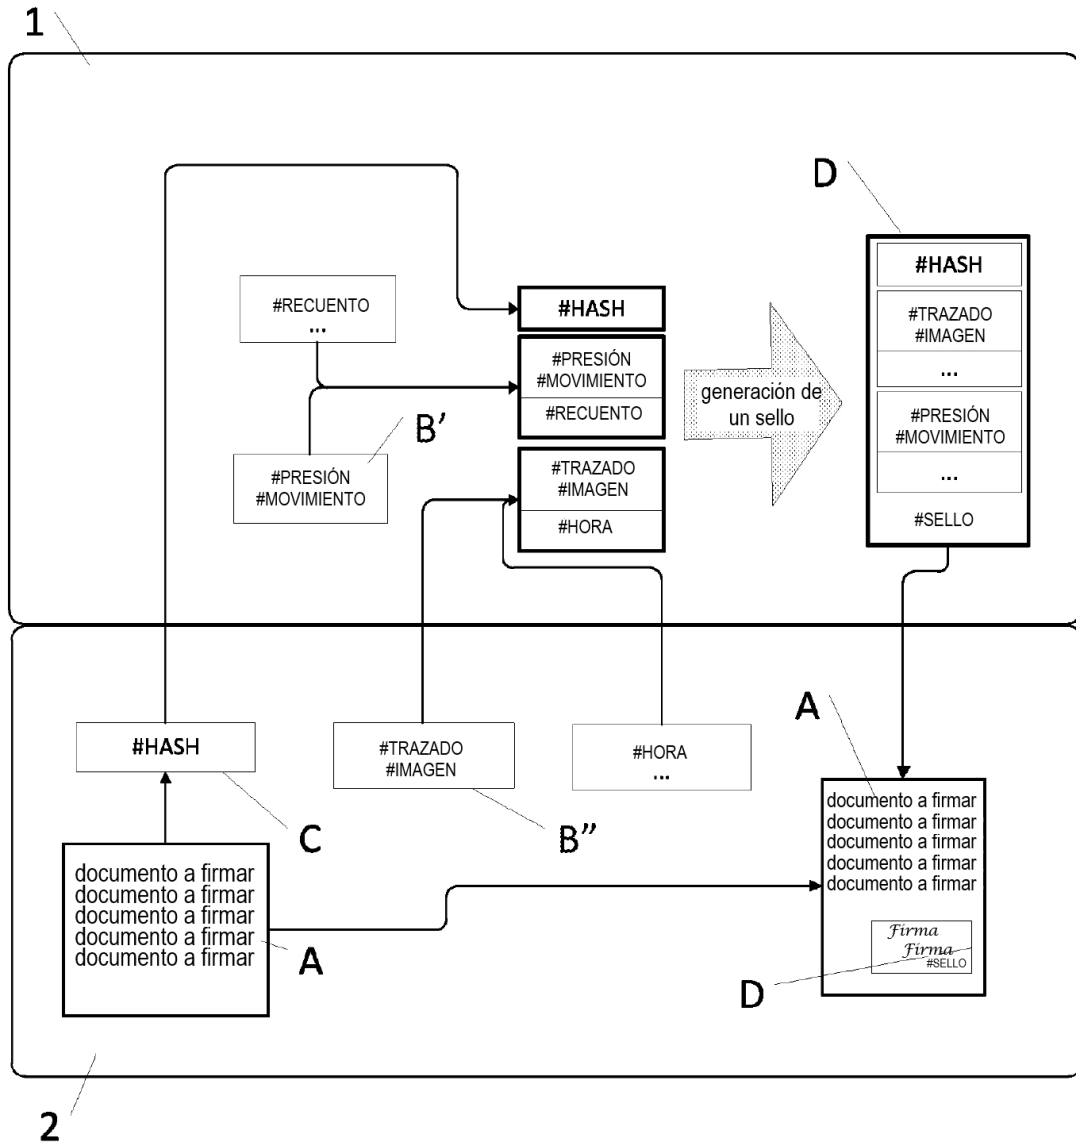 1
D
#HASH
#TRAZADO
#IMAGEN
...
#PRESIÓN
#MOVIMIENTO
...
#SELLO
#RECUENTO
...
#HASH
#PRESIÓN
#MOVIMIENTO
#RECUENTO
generación de
un sello
B’
#PRESIÓN
#MOVIMIENTO
#TRAZADO
#IMAGEN
#HORA
#HASH
C
#TRAZADO
#IMAGEN
B”
#HORA
...
A
documento a firmar
documento a firmar
documento a firmar
documento a firmar
documento a firmar
A
documento a firmar
documento a firmar
documento a firmar
documento a firmar
documento a firmar
Firma
Firma
#SELLO
D
2